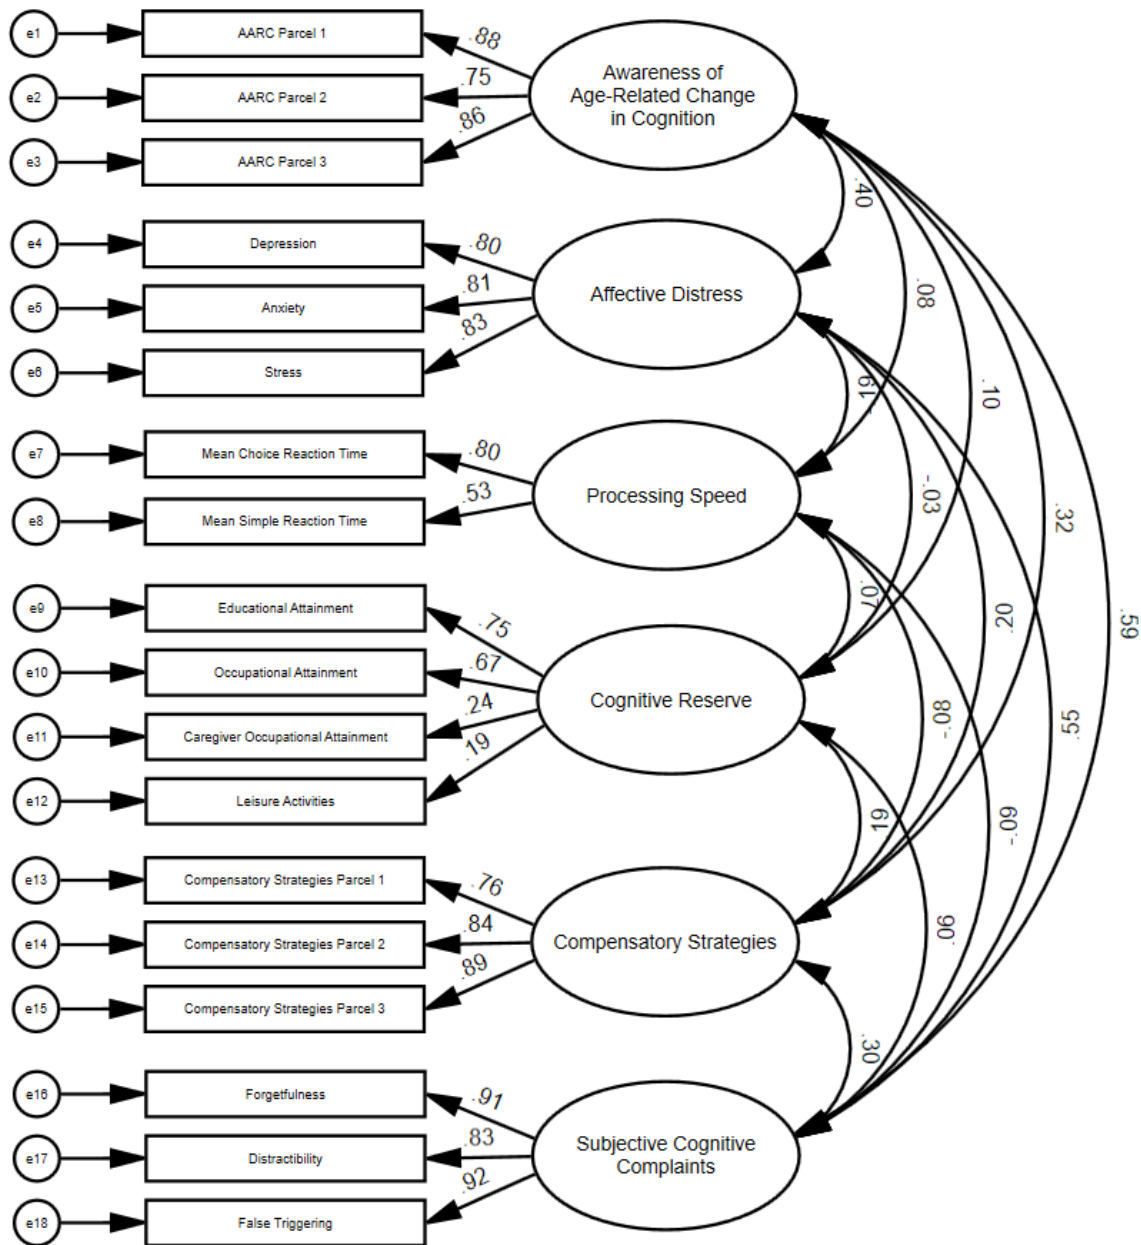 e1
AARC Parcel 1
.88
e2
AARC Parcel 2
.75
e3
AARC Parcel 3
.86
Awareness of
Age-Related Change
in Cognition
.40
e4
Depression
.80
e5
Anxiety
.81
e6
Stress
.83
Affective Distress
.08
-.19
.10
e7
Mean Choice Reaction Time
.80
e8
Mean Simple Reaction Time
.53
Processing Speed
-.03
.32
.07
.20
.59
e9
Educational Attainment
.75
e10
Occupational Attainment
.67
e11
Caregiver Occupational Attainment
.24
e12
Leisure Activities
.19
Cognitive Reserve
-.08
.55
.19
-.09
e13
Compensatory Strategies Parcel 1
.76
e14
Compensatory Strategies Parcel 2
.84
e15
Compensatory Strategies Parcel 3
.89
Compensatory Strategies
.06
.30
e16
Forgetfulness
.91
e17
Distractibility
.83
e18
False Triggering
.92
Subjective Cognitive
Complaints